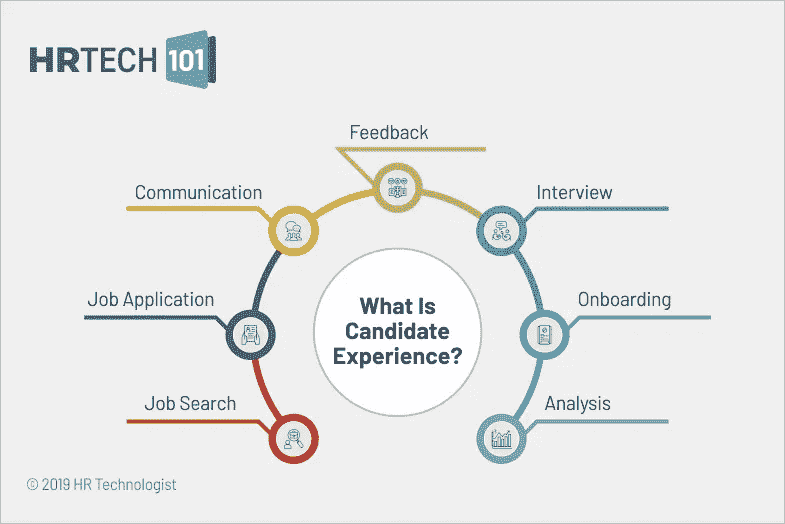 HRTECH 101
Feedback
Communication
Interview
Job Application
Onboarding
What Is
Candidate
Experience?
Job Search
Analysis
© 2019 HR Technologist